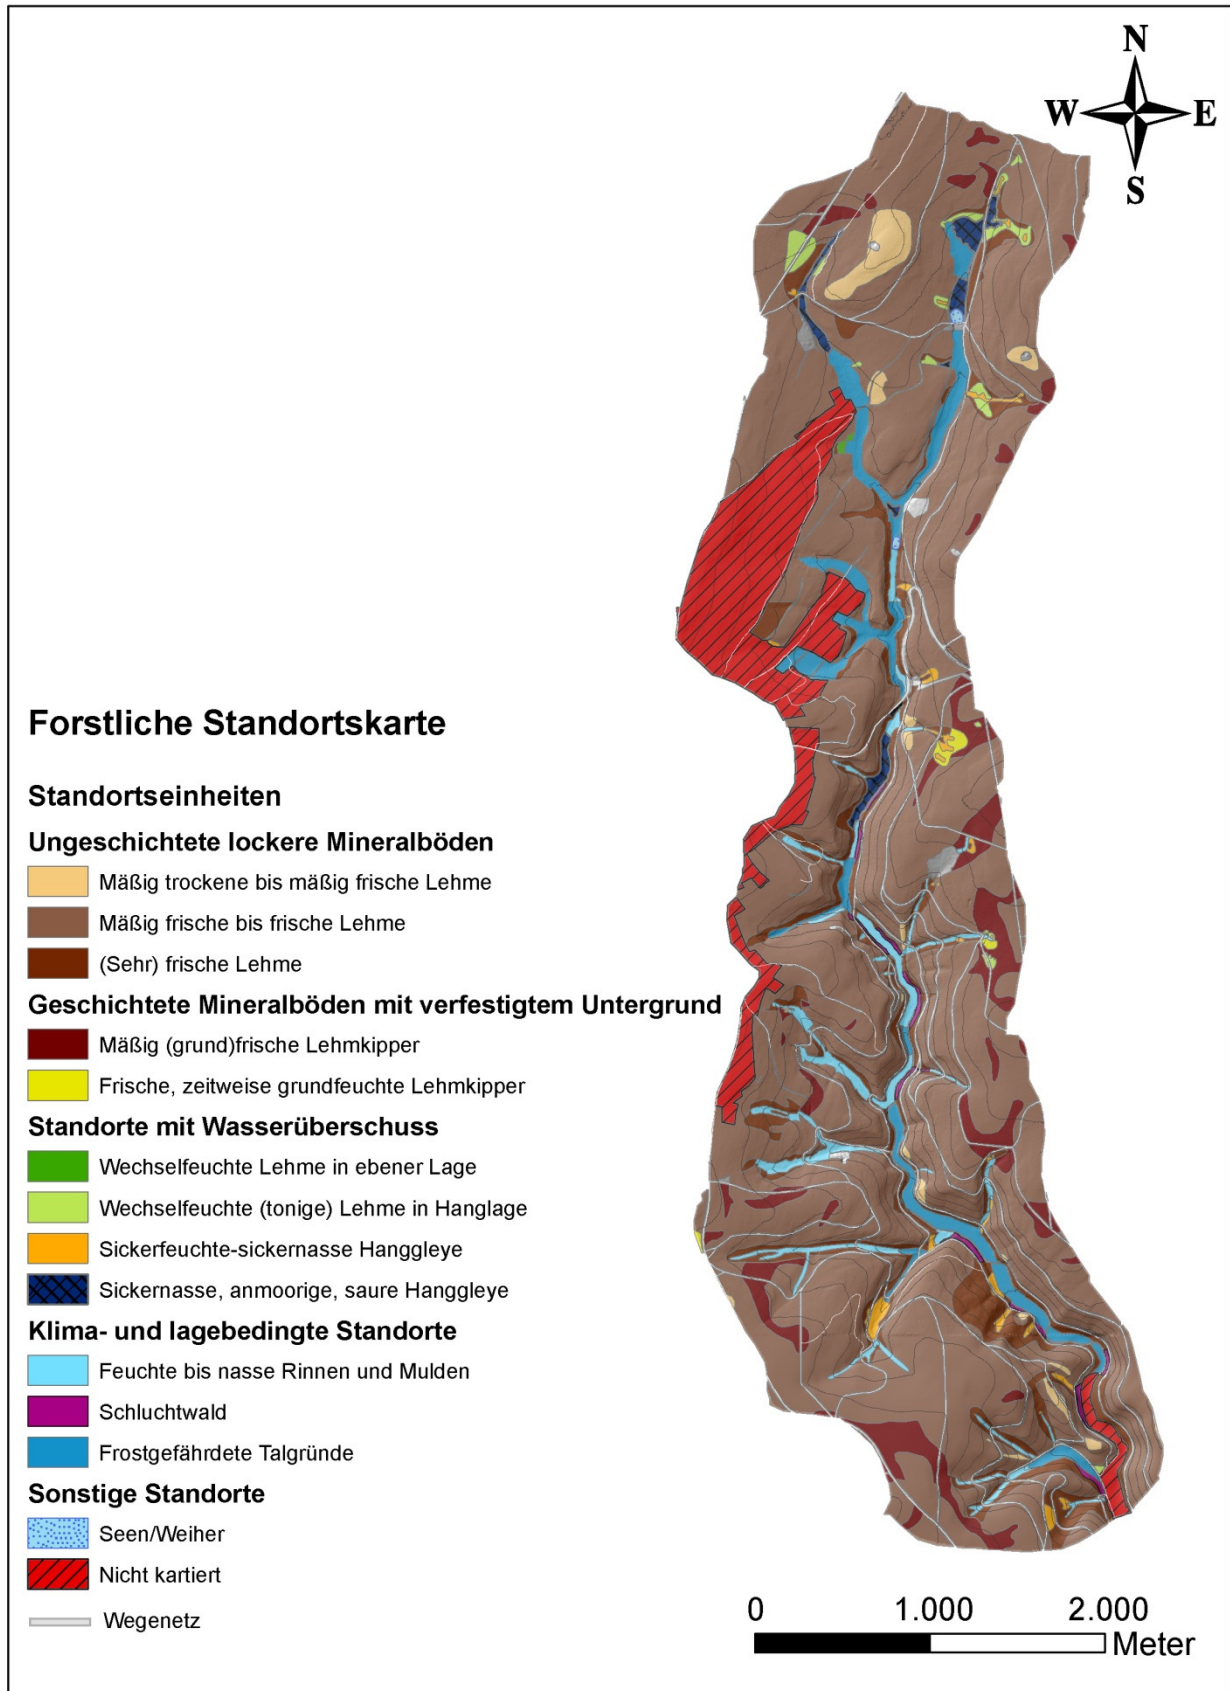 N
W E
S
Forstliche Standortskarte
Standortseinheiten
Ungeschichtete lockere Mineralböden
Mäßig trockene bis mäßig frische Lehme
Mäßig frische bis frische Lehme
(Sehr) frische Lehme
Geschichtete Mineralböden mit verfestigtem Untergrund
Mäßig (grund)frische Lehmkipper
Frische, zeitweise grundfeuchte Lehmkipper
Standorte mit Wasserüberschuss
Wechselfeuchte Lehme in ebener Lage
Wechselfeuchte (tonige) Lehme in Hanglage
Sickerfeuchte-sickernasse Hanggleye
Sickernasse, anmoorige, saure Hanggleye
Klima- und lagebedingte Standorte
Feuchte bis nasse Rinnen und Mulden
Schluchtwald
Frostgefährdete Talgründe
Sonstige Standorte
Seen/Weiher
Nicht kartiert
Wegenetz
0 1.000 2.000
Meter